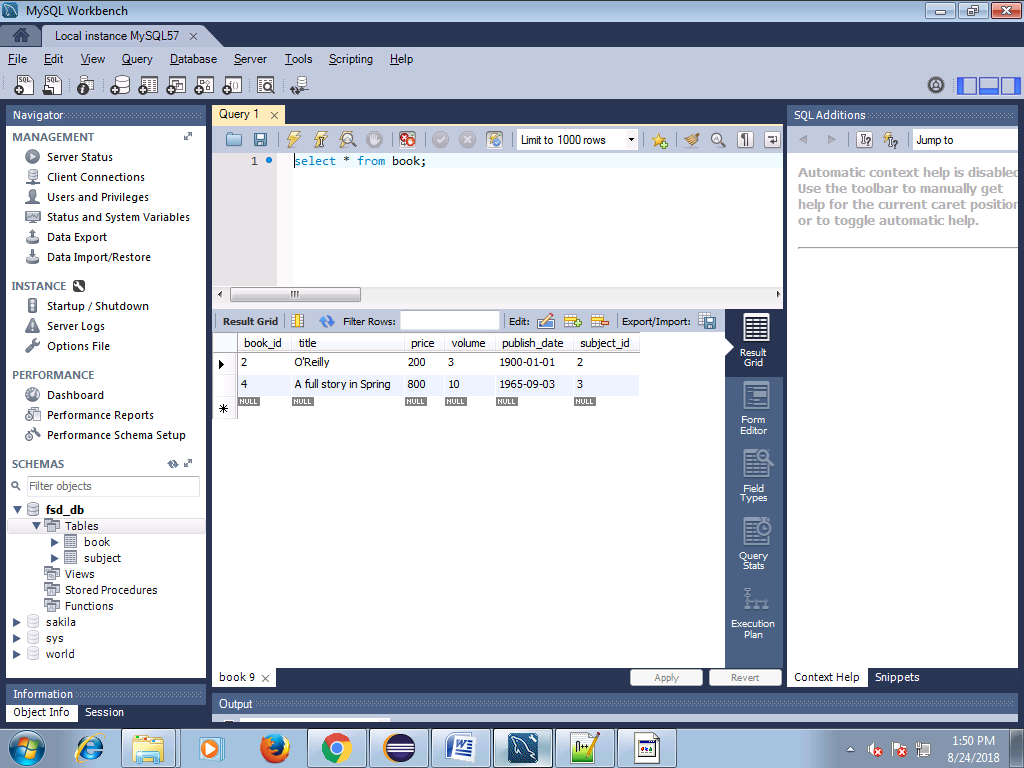 MySQL Workbench
Local instance MySQL57
File Edit View Query Database Server Tools Scripting Help
Navigator
MANAGEMENT
Server Status
Client Connections
Users and Privileges
Status and System Variables
Data Export
Data Import/Restore
INSTANCE
Startup / Shutdown
Server Logs
Options File
PERFORMANCE
Dashboard
Performance Reports
Performance Schema Setup
SCHEMAS
Filter objects
fsd_db
Tables
book
subject
Views
Stored Procedures
Functions
sakila
sys
world
Information
Object Info Session
Query 1
Limit to 1000 rows
1 select * from book;
Result Grid Filter Rows: Edit: Export/Import:
book_id title price volume publish_date subject_id
2 O'Reilly 200 3 1900-01-01 2
4 A full story in Spring 800 10 1965-09-03 3
NULL NULL NULL NULL NULL NULL
Result
Grid
Form
Editor
Field
Types
Query
Stats
Execution
Plan
book 9
Apply Revert
Output
SQL Additions
Jump to
Automatic context help is disabled
Use the toolbar to manually get
help for the current caret position
or to toggle automatic help.
Context Help Snippets
1:50 PM
8/24/2018